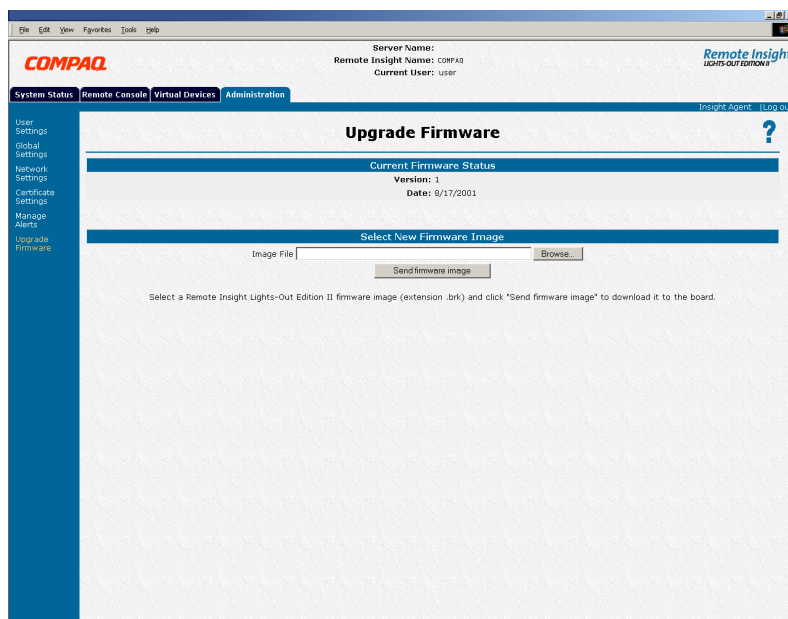 File Edit View Favorites Tools Help
COMPAQ
Server Name:
Remote Insight Name: COMPAQ
Current User: user
Remote Insight
LIGHTS-OUT EDITION II
System Status Remote Console Virtual Devices Administration
Insight Agent |Log ou
User
Settings
Global
Settings
Network
Settings
Certificate
Settings
Manage
Alerts
Upgrade
Firmware
Upgrade Firmware
?
Current Firmware Status
Version: 1
Date: 8/17/2001
Select New Firmware Image
Image File Browse...
Send firmware image
Select a Remote Insight Lights-Out Edition II firmware image (extension .brk) and click "Send firmware image" to download it to the board.